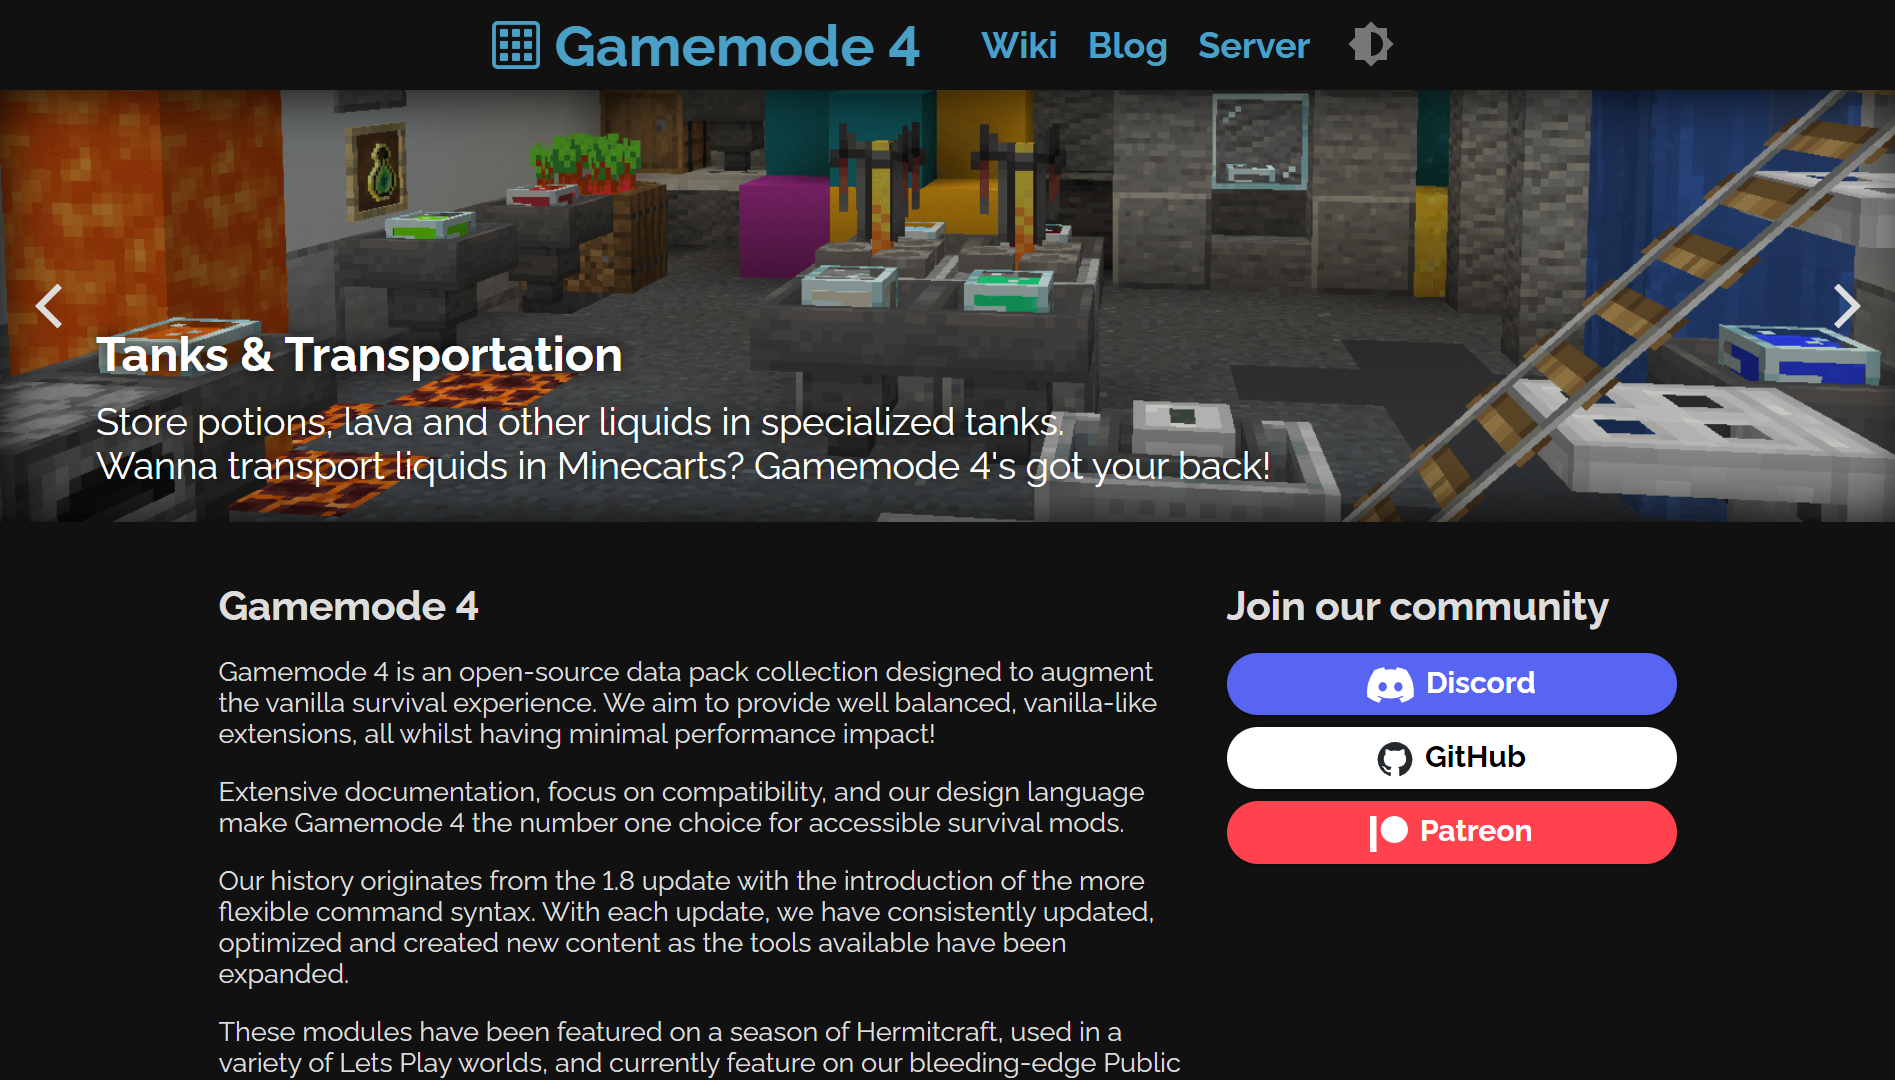 Gamemode 4
Wiki Blog Server
Tanks & Transportation
Store potions, lava and other liquids in specialized tanks.
Wanna transport liquids in Minecarts? Gamemode 4's got your back!
Gamemode 4
Gamemode 4 is an open-source data pack collection designed to augment
the vanilla survival experience. We aim to provide well balanced, vanilla-like
extensions, all whilst having minimal performance impact!
Extensive documentation, focus on compatibility, and our design language
make Gamemode 4 the number one choice for accessible survival mods.
Our history originates from the 1.8 update with the introduction of the more
flexible command syntax. With each update, we have consistently updated,
optimized and created new content as the tools available have been
expanded.
These modules have been featured on a season of Hermitcraft, used in a
variety of Lets Play worlds, and currently feature on our bleeding-edge Public
Join our community
Discord
GitHub
Patreon